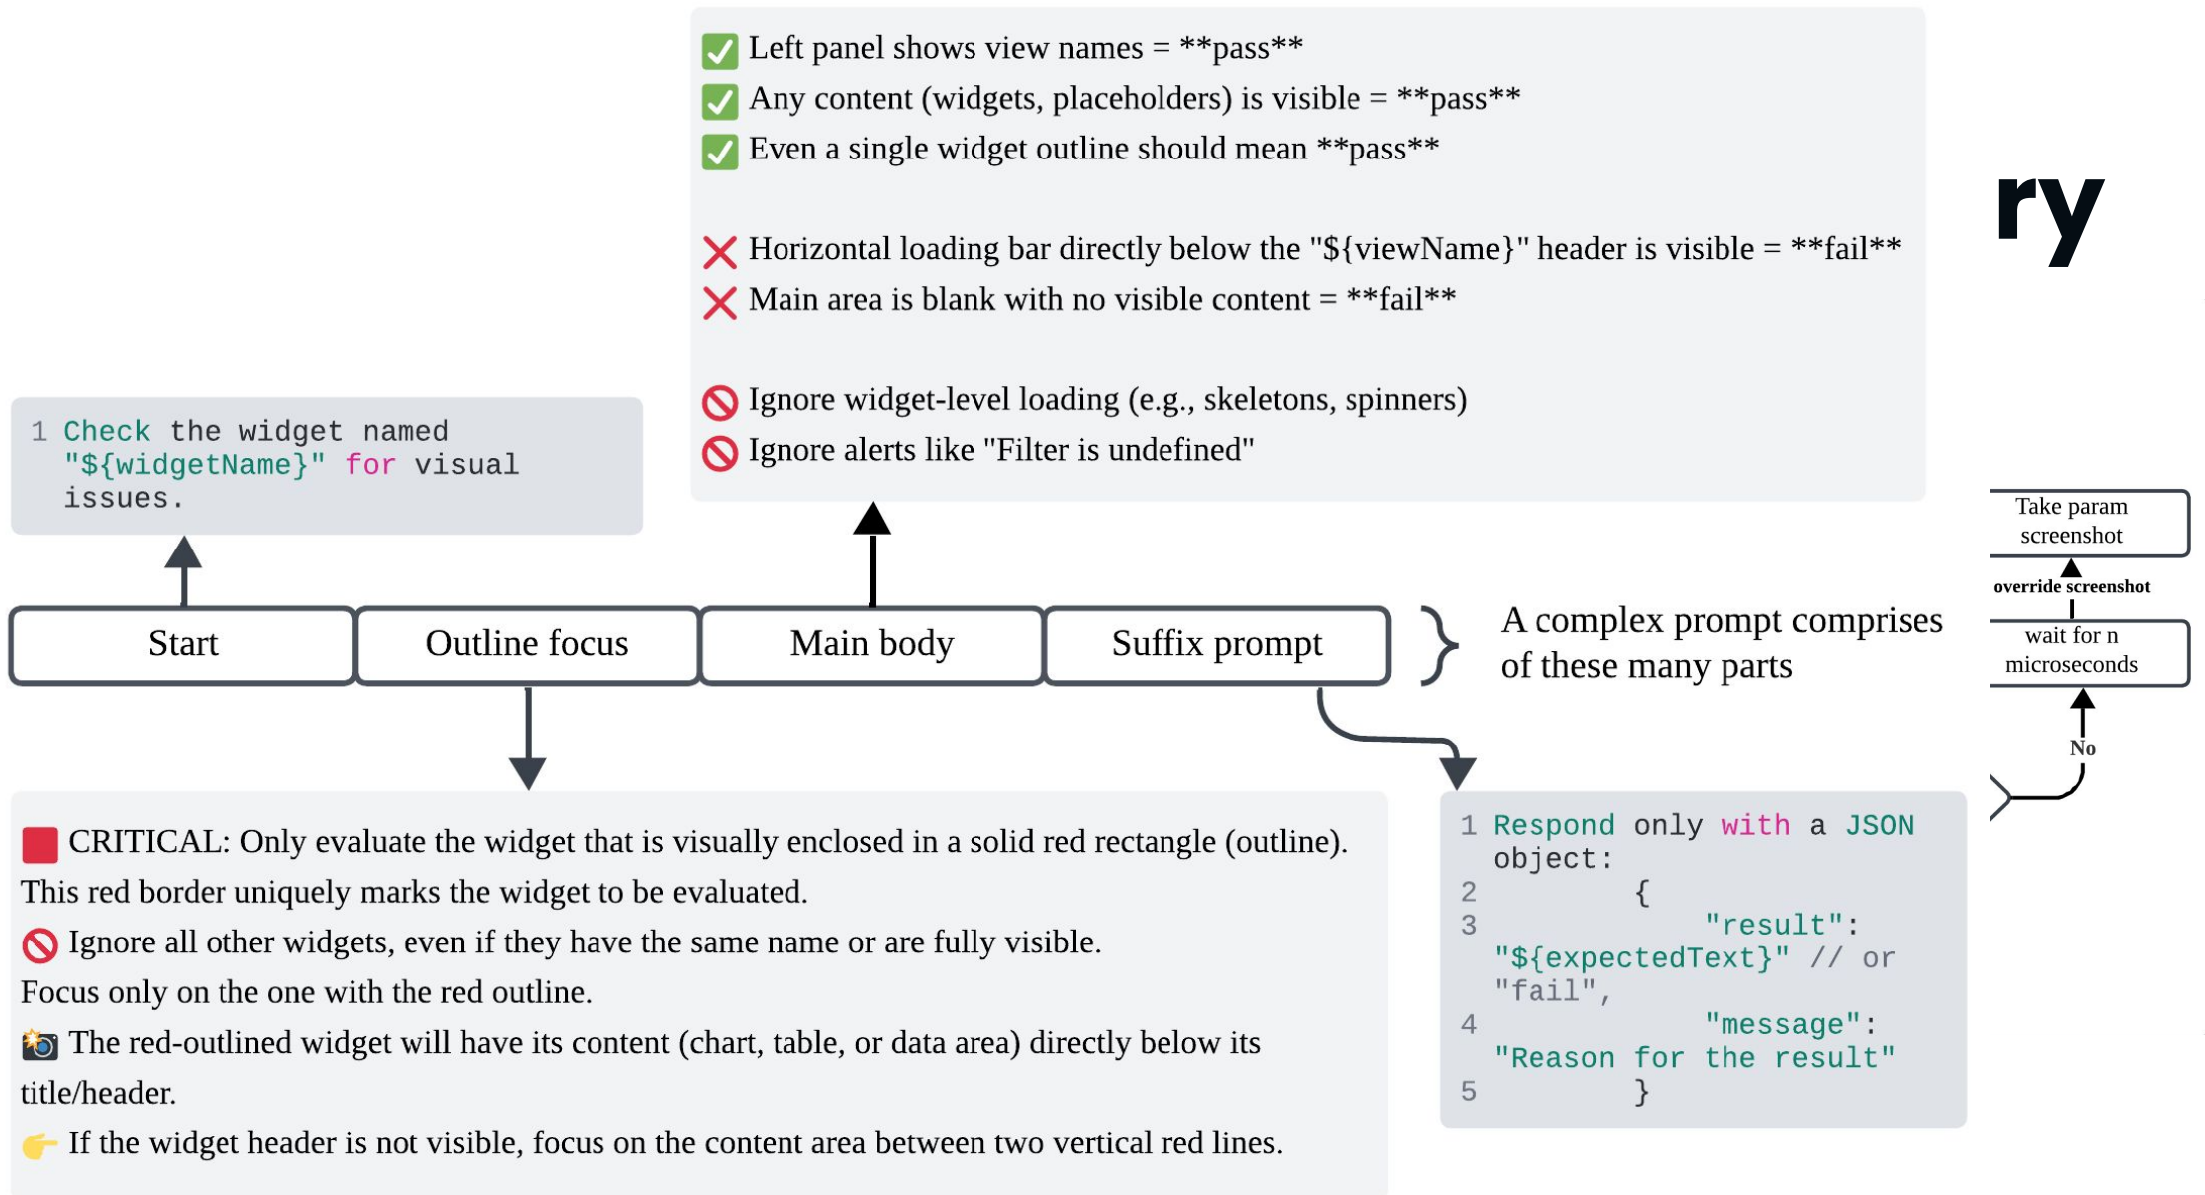 ✅ Left panel shows view names = **pass**
✅ Any content (widgets, placeholders) is visible = **pass**
✅ Even a single widget outline should mean **pass**
❌ Horizontal loading bar directly below the "${viewName}" header is visible = **fail**
❌ Main area is blank with no visible content = **fail**
🚫 Ignore widget-level loading (e.g., skeletons, spinners)
🚫 Ignore alerts like "Filter is undefined"
ry
1 Check the widget named
"${widgetName}" for visual
issues.
Take param
screenshot
override screenshot
wait for n
microseconds
No
Start
Outline focus
Main body
Suffix prompt
A complex prompt comprises
of these many parts
🟥 CRITICAL: Only evaluate the widget that is visually enclosed in a solid red rectangle (outline).
This red border uniquely marks the widget to be evaluated.
🚫 Ignore all other widgets, even if they have the same name or are fully visible.
Focus only on the one with the red outline.
📸 The red-outlined widget will have its content (chart, table, or data area) directly below its
title/header.
👉 If the widget header is not visible, focus on the content area between two vertical red lines.
1 Respond only with a JSON
object:
2 {
3 "result":
"${expectedText}" // or
"fail",
4 "message":
"Reason for the result"
5 }